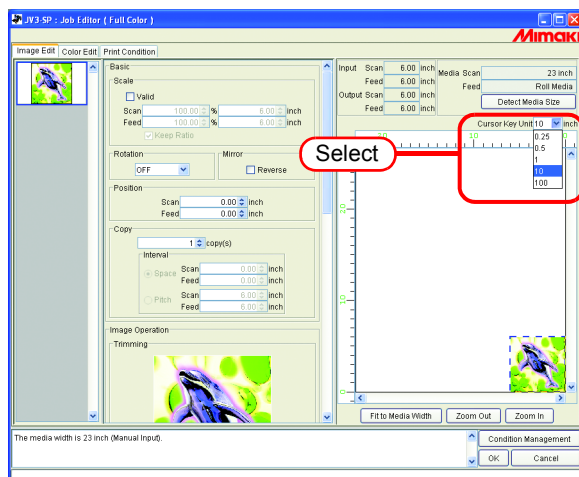 JV3-SP : Job Editor ( Full Color )
Mimaki
Image Edit Color Edit Print Condition
Basic
Scale
Valid
Scan 100.00 % 6.00 inch
Feed 100.00 % 6.00 inch
Keep Ratio
Rotation
OFF
Mirror
Reverse
Position
Scan 0.00 inch
Feed 0.00 inch
Copy
1 copy(s)
Interval
Space
Scan 0.00 inch
Feed 0.00 inch
Pitch
Scan 6.00 inch
Feed 6.00 inch
Image Operation
Trimming
Input Scan 6.00 inch
Feed 6.00 inch
Output Scan 6.00 inch
Feed 6.00 inch
Media Scan 23 inch
Feed Roll Media
Detect Media Size
Cursor Key Unit 10 inch
0.25
0.5
1
10
100
Select
20 10 0
20
10
0
Fit to Media Width Zoom Out Zoom In
The media width is 23 inch (Manual Input).
Condition Management
OK Cancel